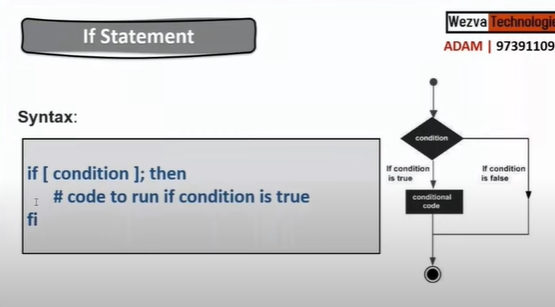 If Statement
Wezva Technologie
ADAM | 97391109
Syntax:
if [ condition ]; then
# code to run if condition is true
fi
condition
If condition
is true
If condition
is false
conditional
code